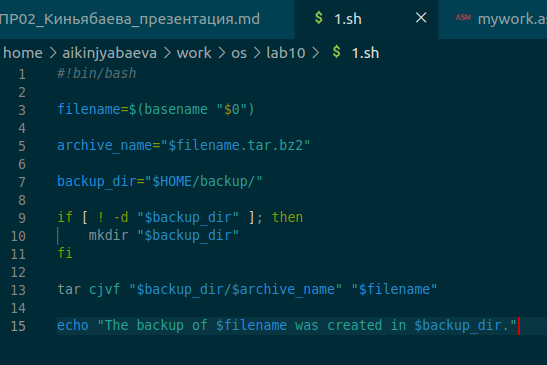 ПР02_Киньябаева_презентация.md
$ 1.sh
ASM mywork.as
home > aikinjyabaeva > work > os > lab10 > $ 1.sh
1 #!bin/bash
2
3 filename=$(basename "$0")
4
5 archive_name="$filename.tar.bz2"
6
7 backup_dir="$HOME/backup/"
8
9 if [ ! -d "$backup_dir" ]; then
10 mkdir "$backup_dir"
11 fi
12
13 tar cjvf "$backup_dir/$archive_name" "$filename"
14
15 echo "The backup of $filename was created in $backup_dir."